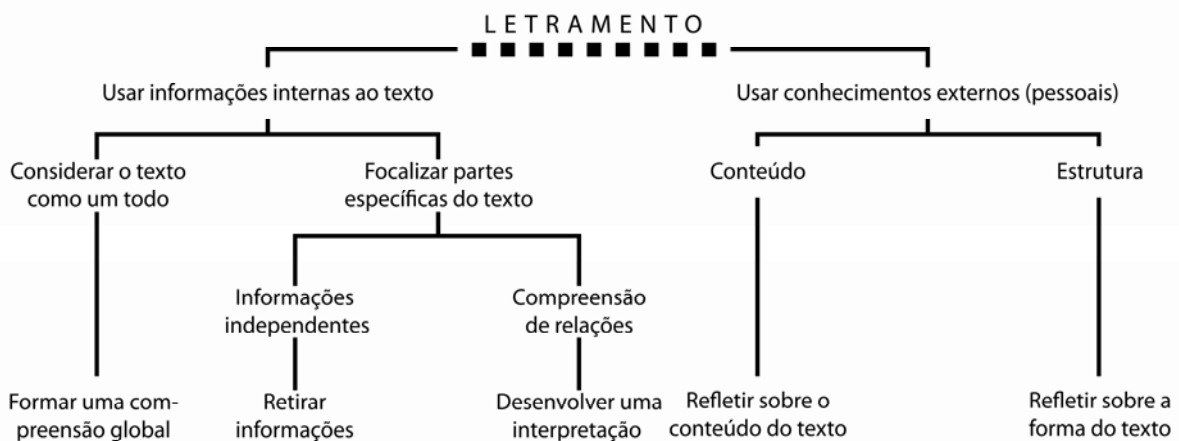 LETRAMENTO
Usar informações internas ao texto
Usar conhecimentos externos (pessoais)
Considerar o texto
como um todo
Focalizar partes
específicas do texto
Conteúdo
Estrutura
Informações
independentes
Compreensão
de relações
Formar uma com-
preensão global
Retirar
informações
Desenvolver uma
interpretação
Refletir sobre o
conteúdo do texto
Refletir sobre a
forma do texto